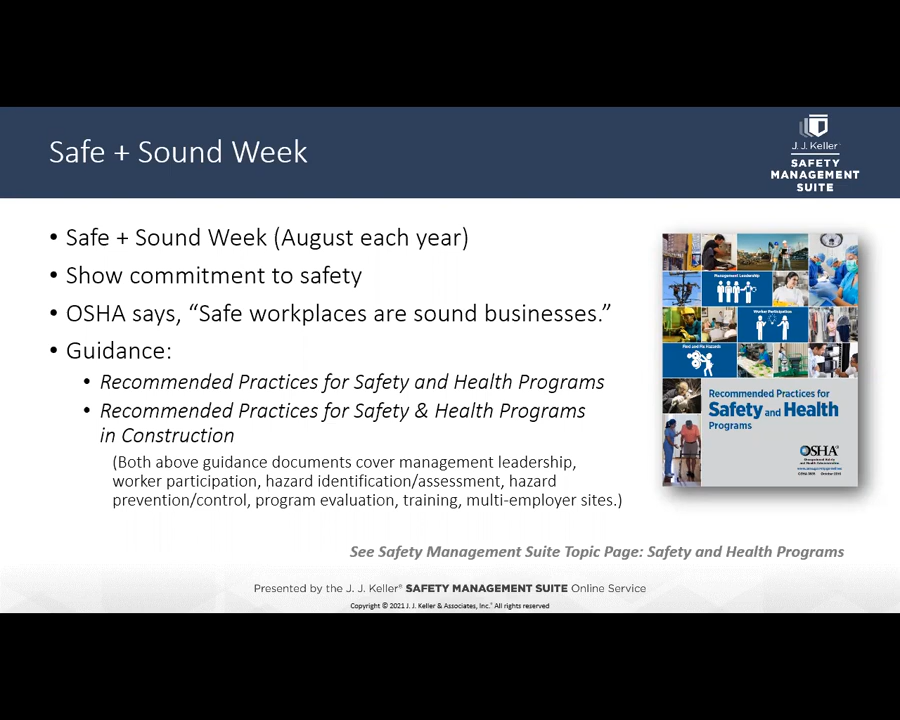 Safe + Sound Week
J. J. Keller
SAFETY
MANAGEMENT
SUITE
• Safe + Sound Week (August each year)
• Show commitment to safety
• OSHA says, “Safe workplaces are sound businesses.”
• Guidance:
• Recommended Practices for Safety and Health Programs
• Recommended Practices for Safety & Health Programs
in Construction
(Both above guidance documents cover management leadership,
worker participation, hazard identification/assessment, hazard
prevention/control, program evaluation, training, multi-employer sites.)
Management Leadership
Worker Participation
Find and Fix Hazards
Recommended Practices for
Safety and Health
Programs
OSHA®
Occupational Safety
and Health Administration
See Safety Management Suite Topic Page: Safety and Health Programs
Presented by the J. J. Keller® SAFETY MANAGEMENT SUITE Online Service
Copyright © 2021 J. J. Keller & Associates, Inc.® All rights reserved